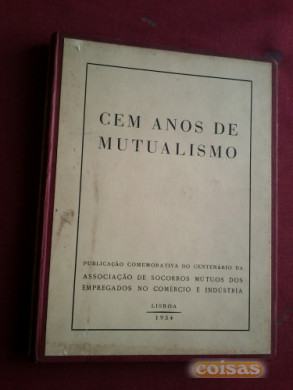 CEM ANOS DE
MUTUALISMO
PUBLICAÇÃO COMEMORATIVA DO CENTENÁRIO DA
ASSOCIAÇÃO DE SOCORROS MÚTUOS DOS
EMPREGADOS NO COMÉRCIO E INDÚSTRIA
LISBOA
1954
coisas